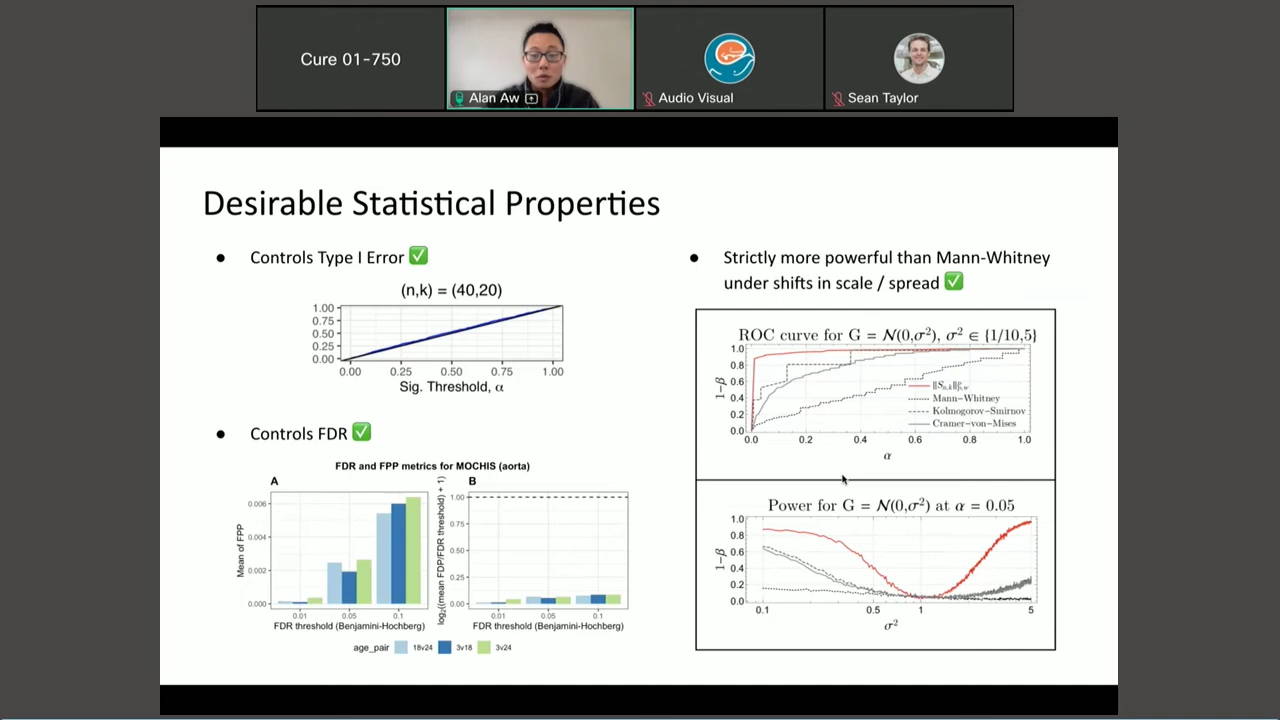 Cure 01-750
Alan Aw
Audio Visual
Sean Taylor
Desirable Statistical Properties
● Controls Type I Error ✅
(n,k) = (40,20)
1.00
0.75
0.50
0.25
0.00
0.00 0.25 0.50 0.75 1.00
Sig. Threshold, α
● Controls FDR ✅
FDR and FPP metrics for MOCHIS (aorta)
A
Mean of FPP
0.006
0.004
0.002
0.000
0.01 0.05 0.1
FDR threshold (Benjamini-Hochberg)
B
log₂((mean FDP/FDR threshold) + 1)
1.00
0.75
0.50
0.25
0.00
0.01 0.05 0.1
FDR threshold (Benjamini-Hochberg)
age_pair 18v24 3v18 3v24
● Strictly more powerful than Mann-Whitney
under shifts in scale / spread ✅
ROC curve for G = N(0,σ²), σ² ∈ {1/10,5}
1−β
1.0
0.8
0.6
0.4
0.2
0.0
Mann−Whitney
Kolmogorov−Smirnov
Cramer−von−Mises
0.0 0.2 0.4 0.6 0.8 1.0
α
Power for G = N(0,σ²) at α = 0.05
1−β
1.0
0.8
0.6
0.4
0.2
0.0
0.1 0.5 1 5
σ²